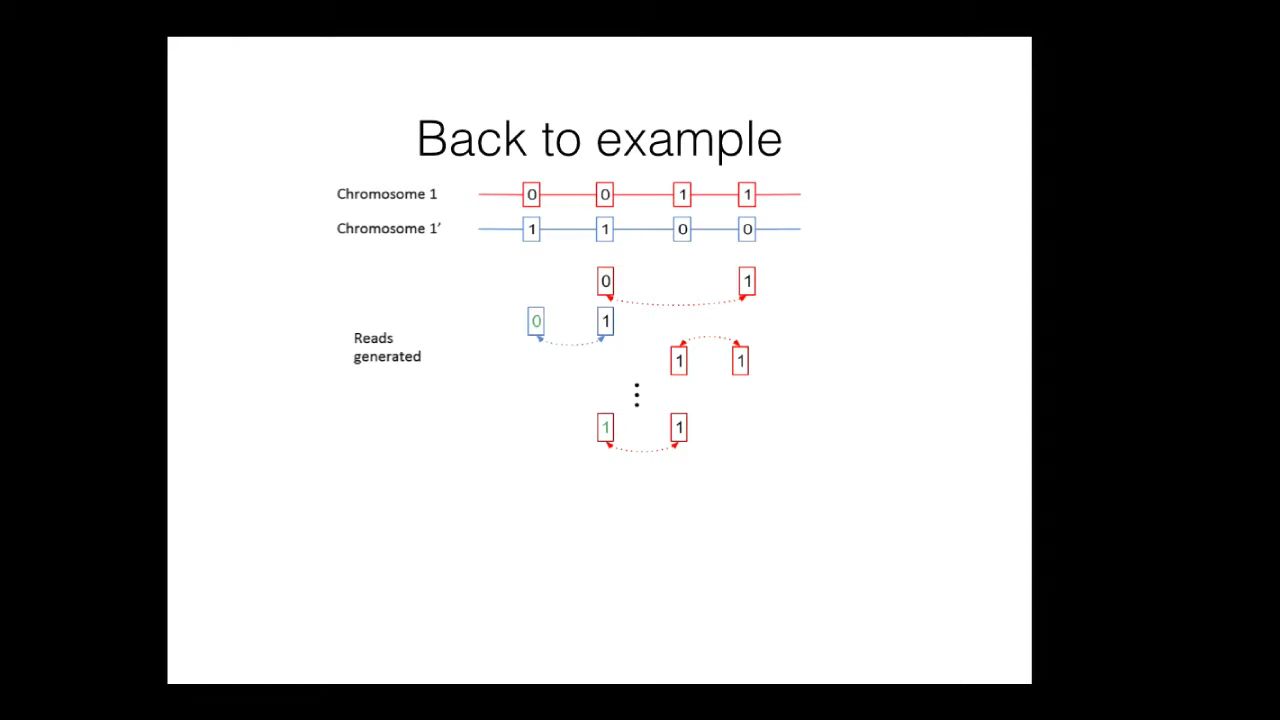 Back to example
Chromosome 1 0 0 1 1
Chromosome 1′ 1 1 0 0
0 1
0 1
Reads
generated
1 1
1 1